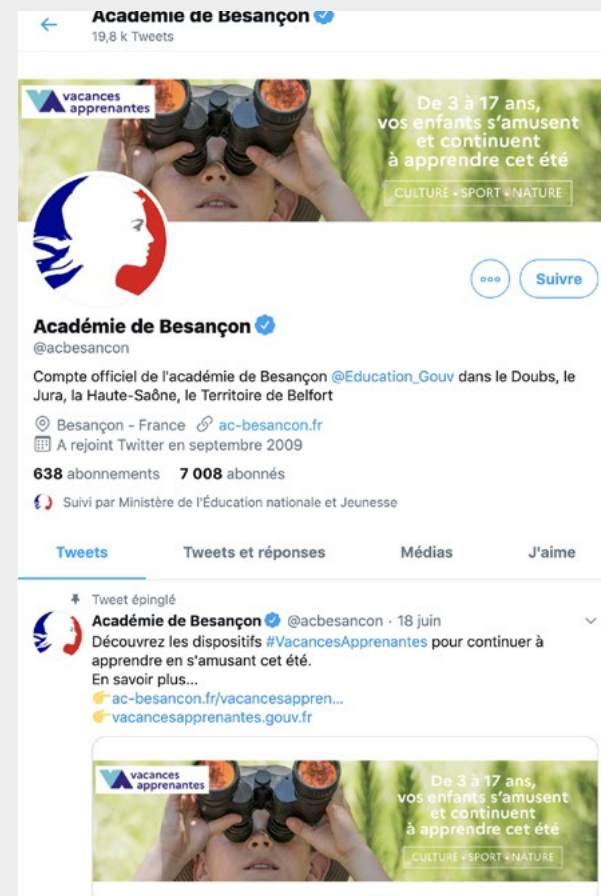 Académie de Besançon
19,8 k Tweets
vacances
apprenantes
De 3 à 17 ans,
vos enfants s'amusent
et continuent
à apprendre cet été
CULTURE • SPORT • NATURE
Suivre
Académie de Besançon
@acbesancon
Compte officiel de l'académie de Besançon @Education_Gouv dans le Doubs, le
Jura, la Haute-Saône, le Territoire de Belfort
Besançon - France ac-besancon.fr
A rejoint Twitter en septembre 2009
638 abonnements 7 008 abonnés
Suivi par Ministère de l'Éducation nationale et Jeunesse
Tweets Tweets et réponses Médias J'aime
Tweet épinglé
Académie de Besançon @acbesancon · 18 juin
Découvrez les dispositifs #VacancesApprenantes pour continuer à
apprendre en s'amusant cet été.
En savoir plus...
👉ac-besancon.fr/vacancesappren...
👉vacancesapprenantes.gouv.fr
vacances
apprenantes
De 3 à 17 ans,
vos enfants s'amusent
et continuent
à apprendre cet été
CULTURE • SPORT • NATURE